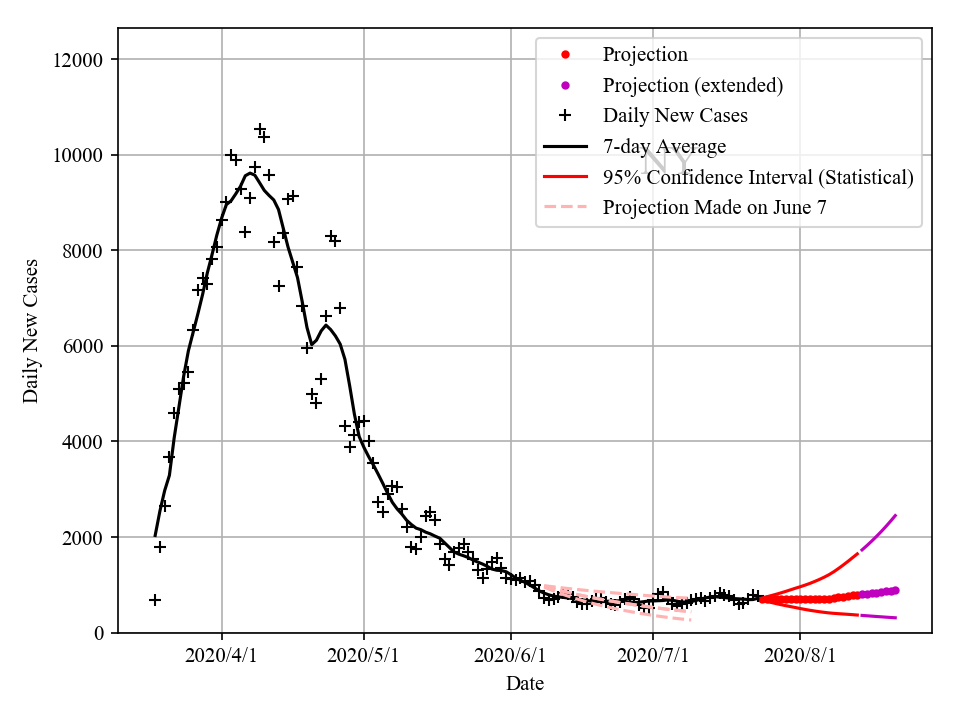 12000
10000
8000
6000
4000
2000
0
Daily New Cases
Projection
Projection (extended)
Daily New Cases
7-day Average
NY
95% Confidence Interval (Statistical)
Projection Made on June 7
2020/4/1 2020/5/1 2020/6/1 2020/7/1 2020/8/1
Date